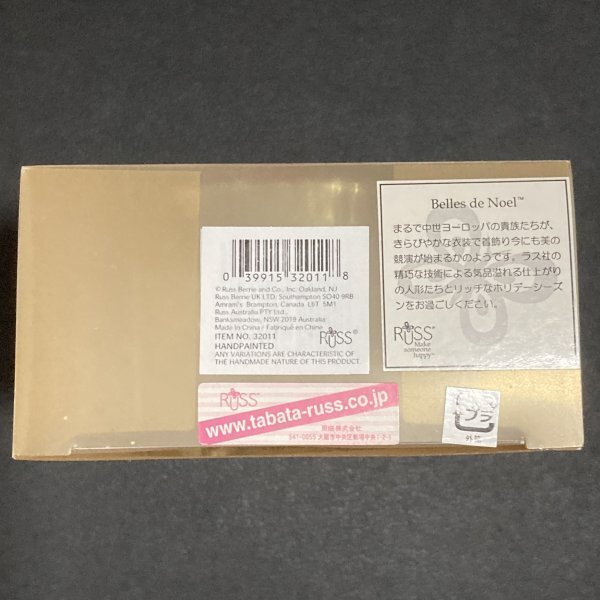 0 39915 32011 8
© Russ Berrie and Co., Inc. Oakland, NJ
Russ Berrie UK LTD, Southampton SO40 9RB
Amram's Brampton, Canada. L6T 5M1
Russ Australia PTY Ltd.,
Banksmeadow, NSW 2019 Australia
Made In China / Fabriqué en Chine
ITEM NO. 32011
HANDPAINTED
ANY VARIATIONS ARE CHARACTERISTIC OF
THE HANDMADE NATURE OF THIS PRODUCT.
RUSS®
Belles de Noel™
まるで中世ヨーロッパの貴族たちが、
きらびやかな衣装で着飾り今にも美の
競演が始まるかのようです。ラス社の
精巧な技術による気品溢れる仕上がり
の人形たちとリッチなホリデーシーズ
ンをお過ごしください。
RUSS®
Make
someone
happy™
RUSS®
www.tabata-russ.co.jp
田畑株式会社
プラ